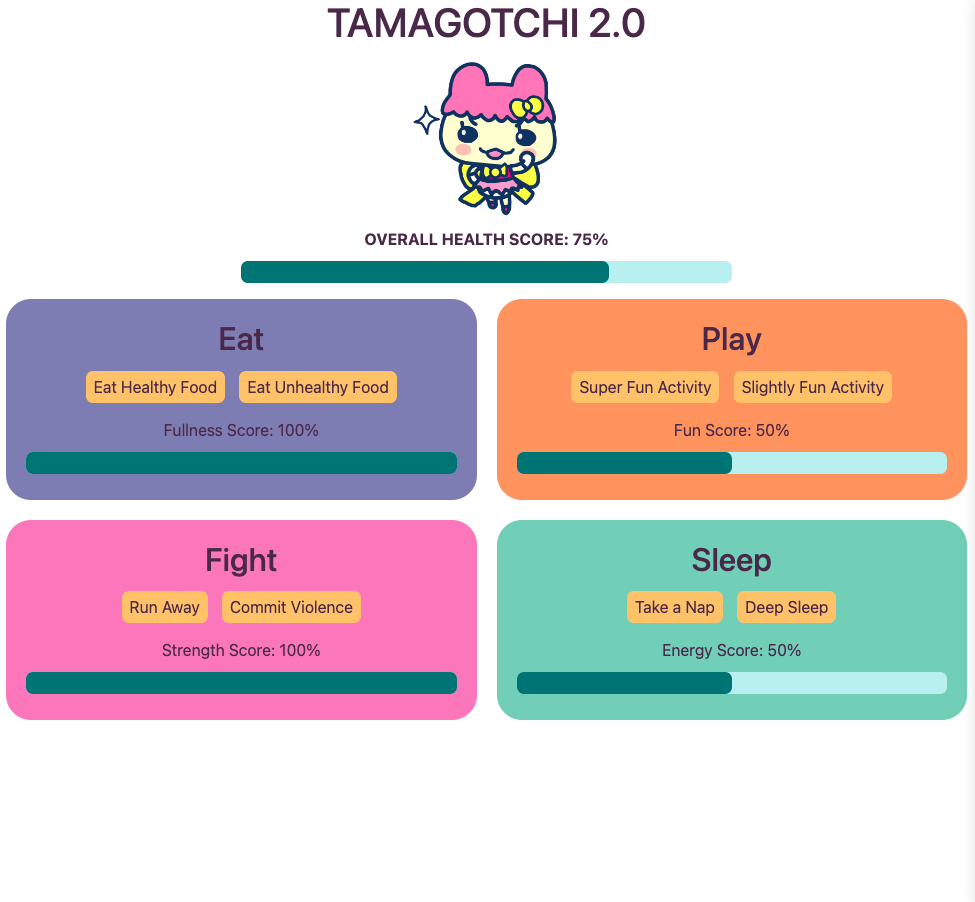 TAMAGOTCHI 2.0
OVERALL HEALTH SCORE: 75%
Eat
Eat Healthy Food
Eat Unhealthy Food
Fullness Score: 100%
Play
Super Fun Activity
Slightly Fun Activity
Fun Score: 50%
Fight
Run Away
Commit Violence
Strength Score: 100%
Sleep
Take a Nap
Deep Sleep
Energy Score: 50%